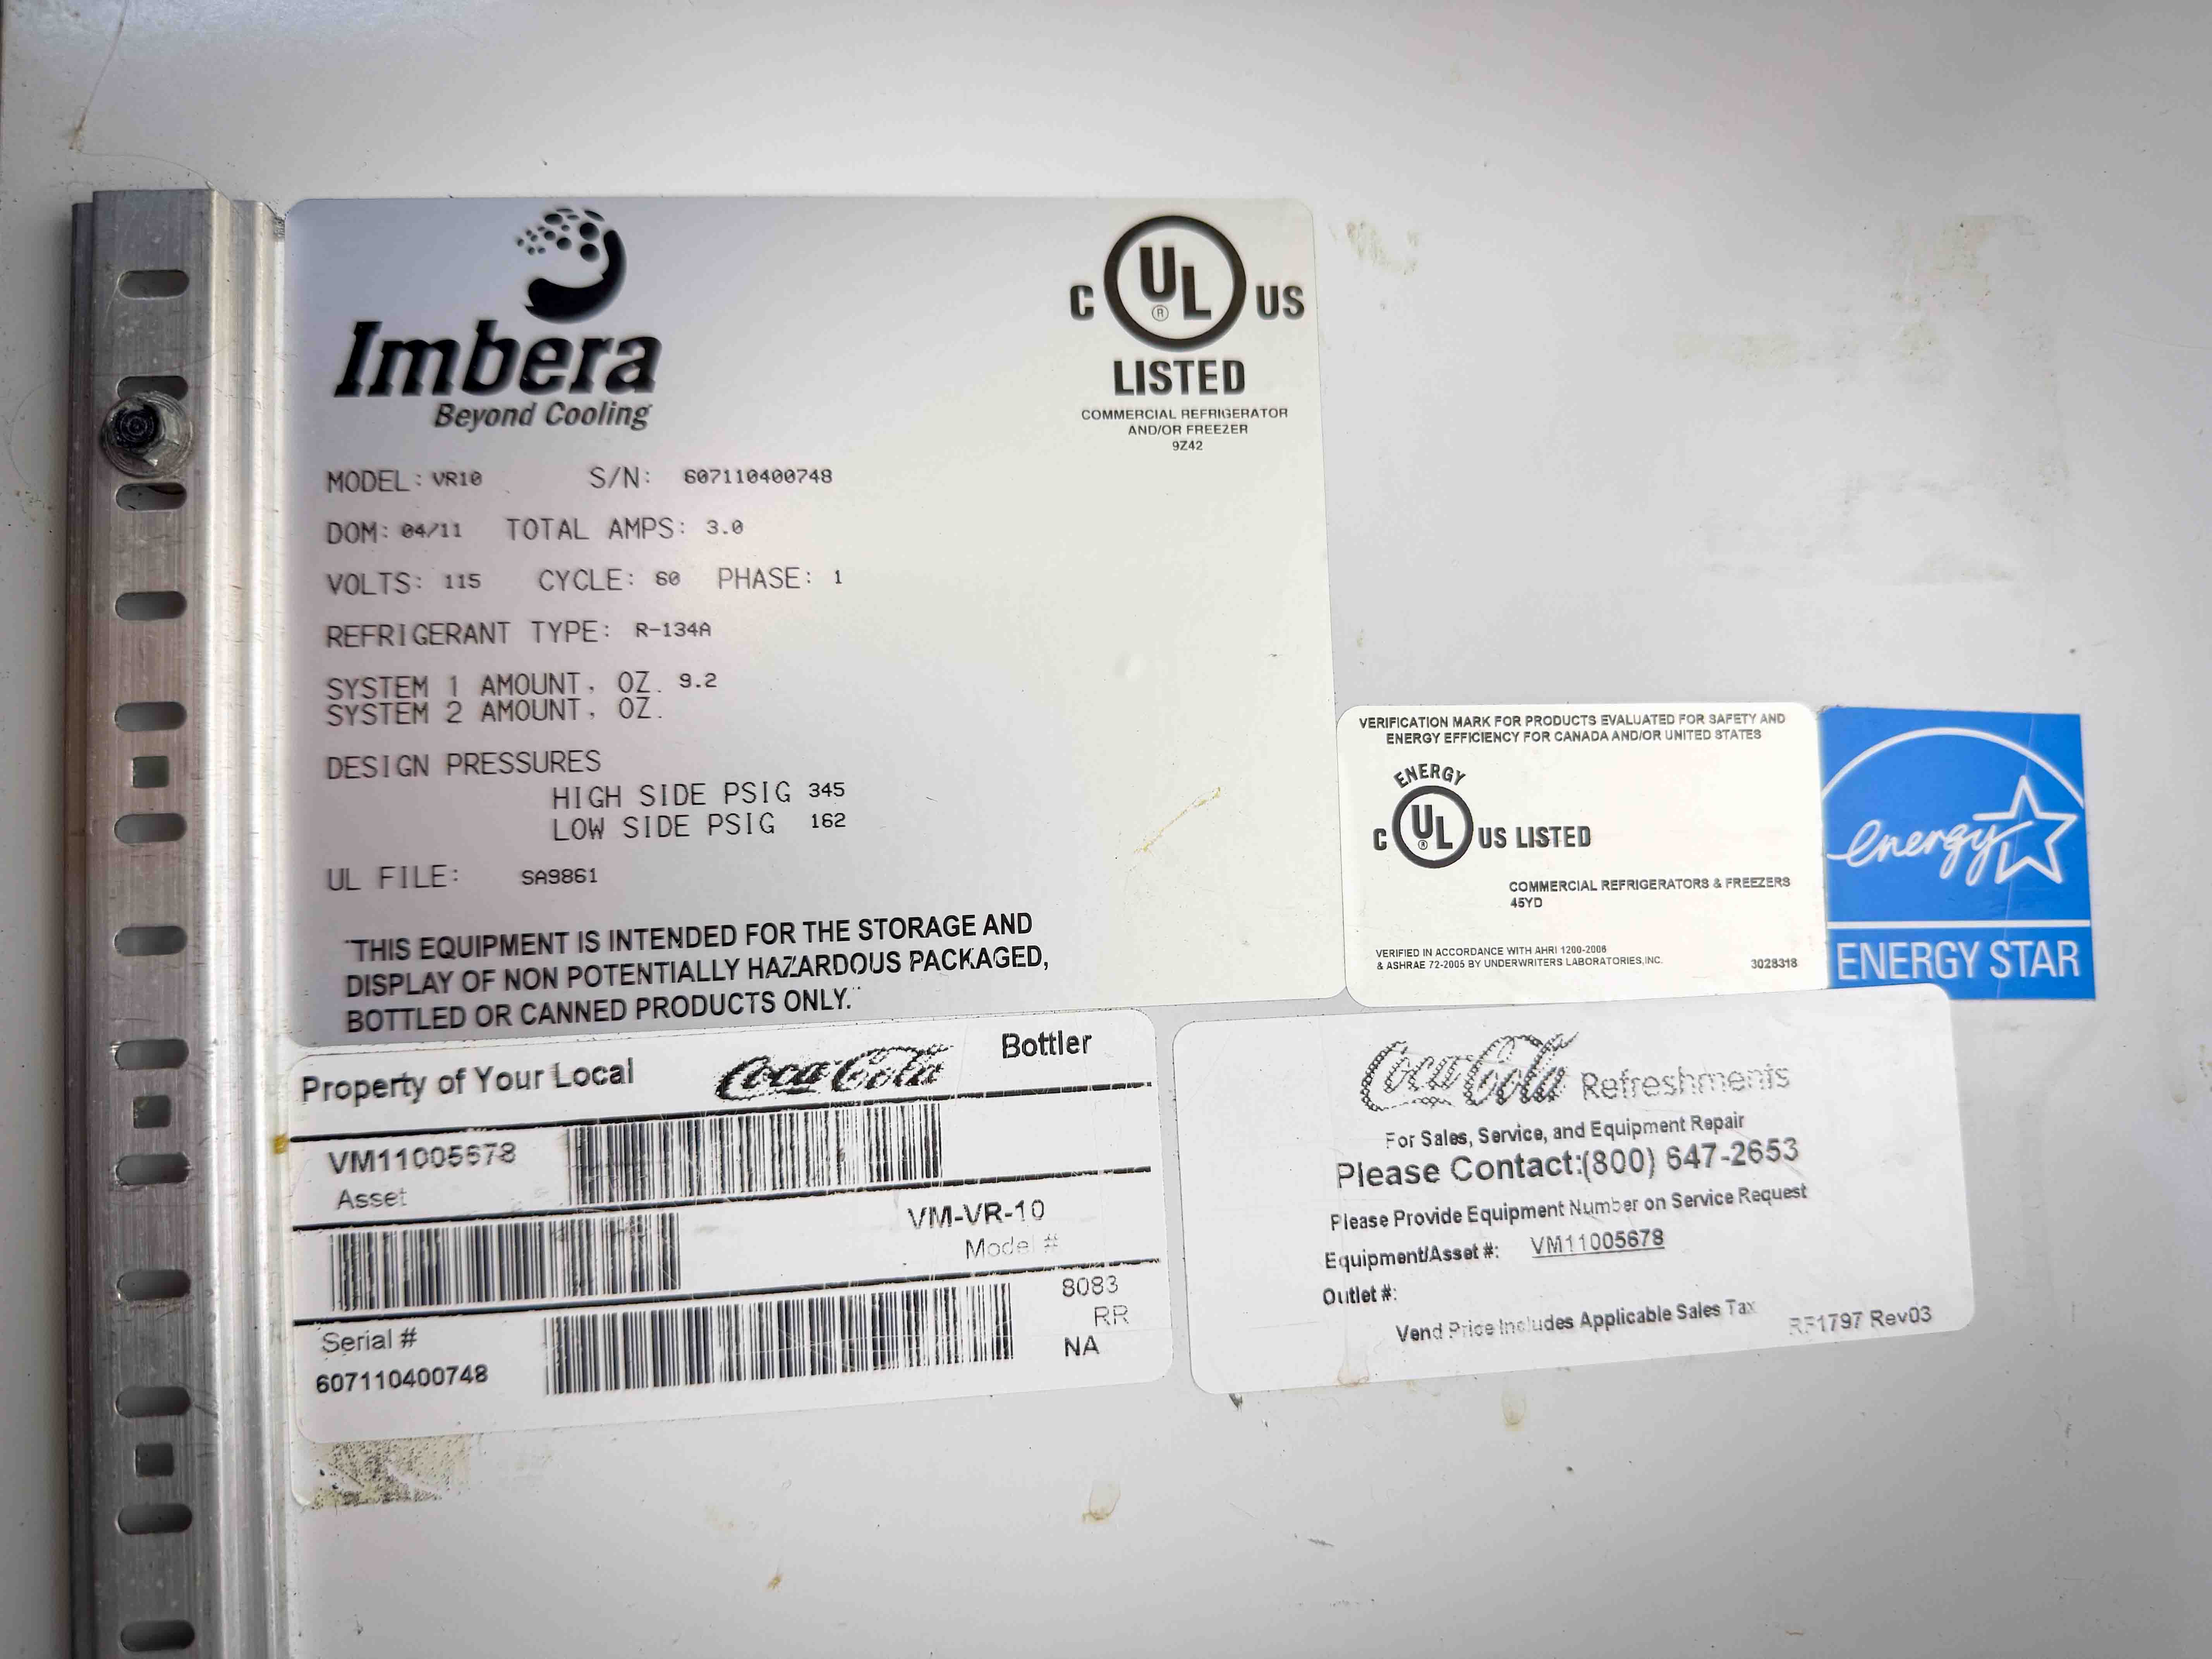 Imbera
Beyond Cooling
C UL US
®
LISTED
COMMERCIAL REFRIGERATOR
AND/OR FREEZER
9Z42
MODEL: VR10 S/N: 607110400748
DOM: 04/11 TOTAL AMPS: 3.0
VOLTS: 115 CYCLE: 60 PHASE: 1
REFRIGERANT TYPE: R-134A
SYSTEM 1 AMOUNT, OZ. 9.2
SYSTEM 2 AMOUNT, OZ.
DESIGN PRESSURES
HIGH SIDE PSIG 345
LOW SIDE PSIG 162
UL FILE: SA9861
"THIS EQUIPMENT IS INTENDED FOR THE STORAGE AND
DISPLAY OF NON POTENTIALLY HAZARDOUS PACKAGED,
BOTTLED OR CANNED PRODUCTS ONLY."
VERIFICATION MARK FOR PRODUCTS EVALUATED FOR SAFETY AND
ENERGY EFFICIENCY FOR CANADA AND/OR UNITED STATES
ENERGY
C UL® US LISTED
COMMERCIAL REFRIGERATORS & FREEZERS
45YD
VERIFIED IN ACCORDANCE WITH AHRI 1200-2006
& ASHRAE 72-2005 BY UNDERWRITERS LABORATORIES,INC. 3028318
energy
ENERGY STAR
Property of Your Local Coca-Cola Bottler
VM11005678
Asset
VM-VR-10
Model #
8083
RR
NA
Serial #
607110400748
Coca-Cola Refreshments
For Sales, Service, and Equipment Repair
Please Contact:(800) 647-2653
Please Provide Equipment Number on Service Request
Equipment/Asset #: VM11005678
Outlet #:
Vend Price Includes Applicable Sales Tax
RF1797 Rev03